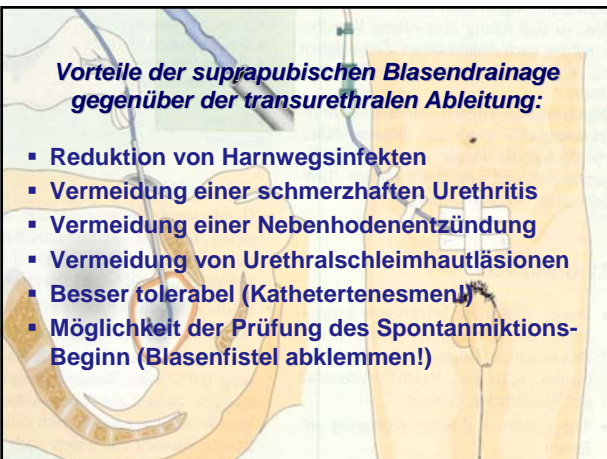 Vorteile der suprapubischen Blasendrainage
gegenüber der transurethralen Ableitung:
▪ Reduktion von Harnwegsinfekten
▪ Vermeidung einer schmerzhaften Urethritis
▪ Vermeidung einer Nebenhodenentzündung
▪ Vermeidung von Urethralschleimhautläsionen
▪ Besser tolerabel (Kathetertenesmen!)
▪ Möglichkeit der Prüfung des Spontanmiktions-
Beginn (Blasenfistel abklemmen!)